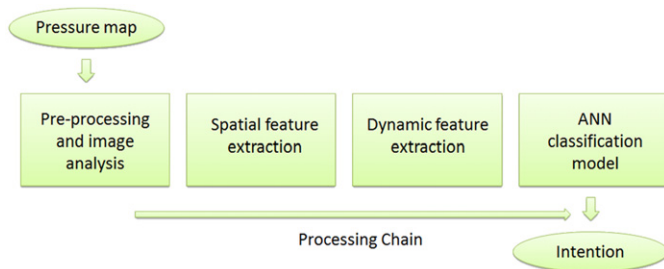 Pressure map
Pre-processing
and image
analysis
Spatial feature
extraction
Dynamic feature
extraction
ANN
classification
model
Processing Chain
Intention